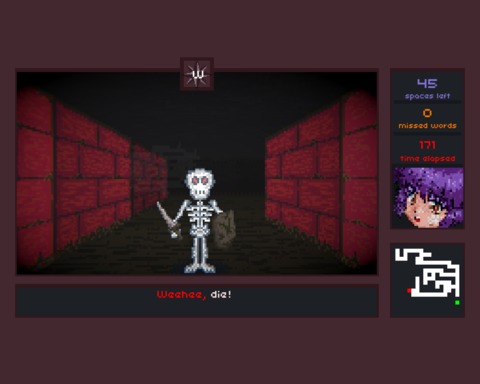 W
45
spaces left
0
missed words
171
time elapsed
Weehee, die!